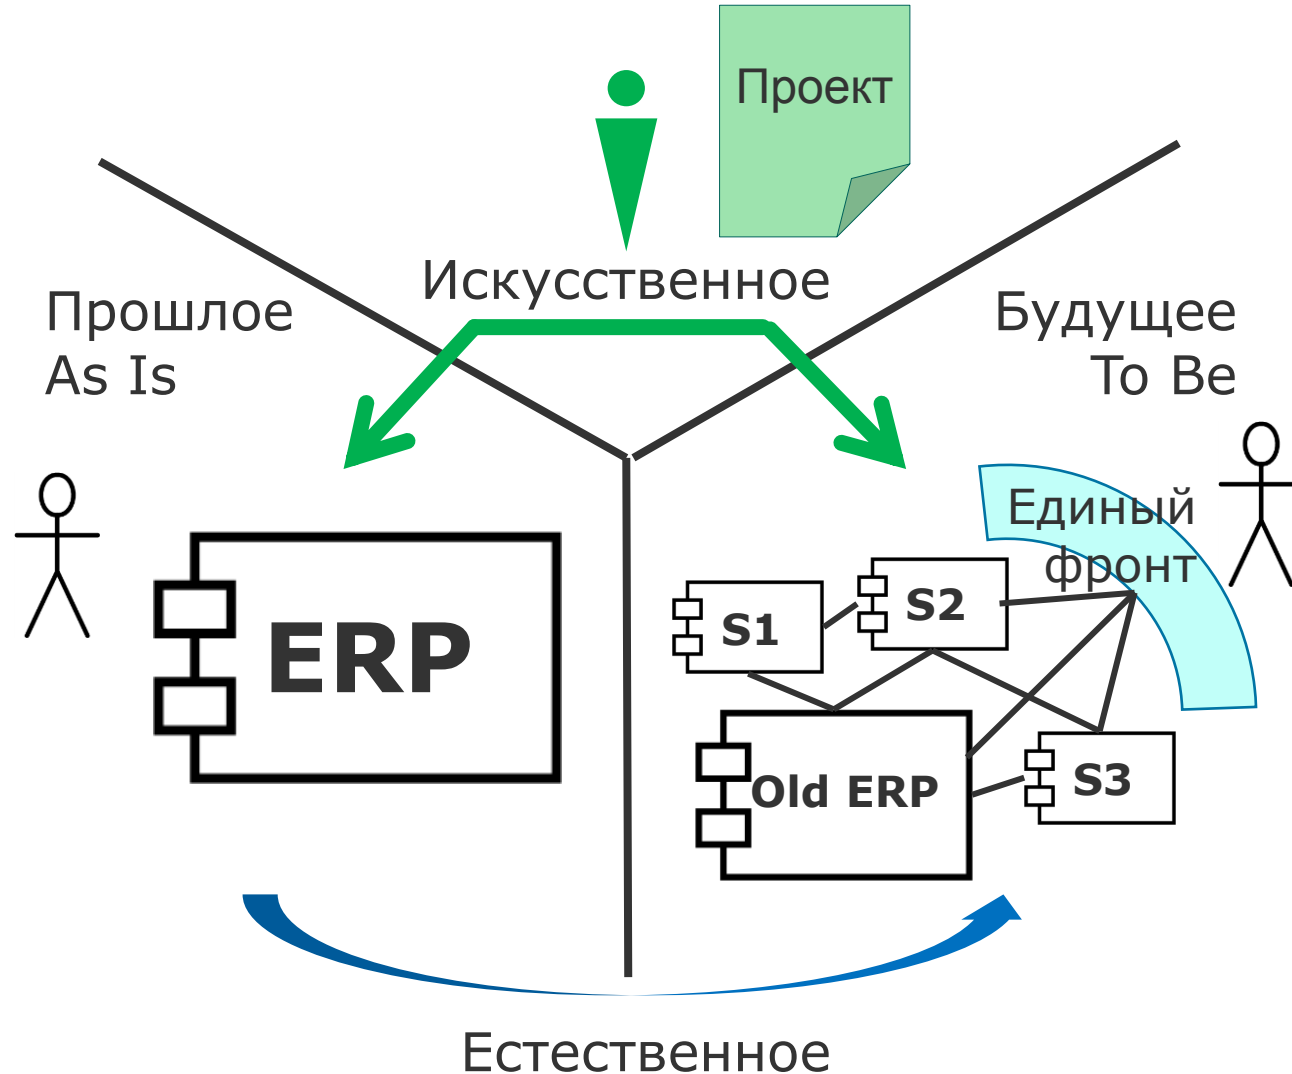 Проект
Искусственное
Прошлое
As Is
Будущее
To Be
Единый
фронт
ERP
S1
S2
Old ERP
S3
Естественное